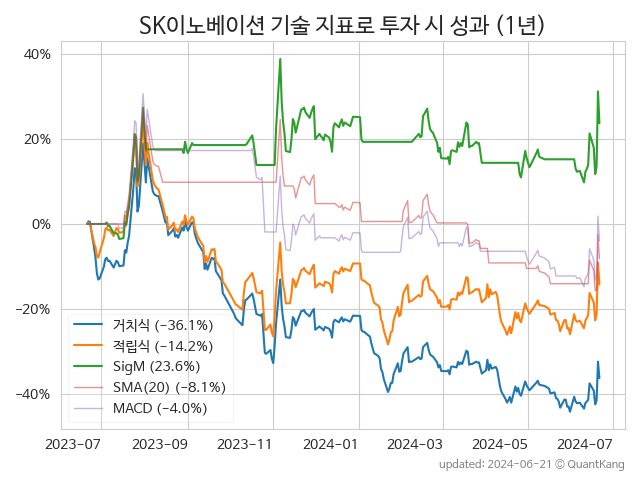 SK이노베이션 기술 지표로 투자 시 성과 (1년)
40%
20%
0%
−20%
−40%
거치식 (−36.1%)
적립식 (−14.2%)
SigM (23.6%)
SMA(20) (−8.1%)
MACD (−4.0%)
2023−07 2023−09 2023−11 2024−01 2024−03 2024−05 2024−07
updated: 2024−06−21 © QuantKang